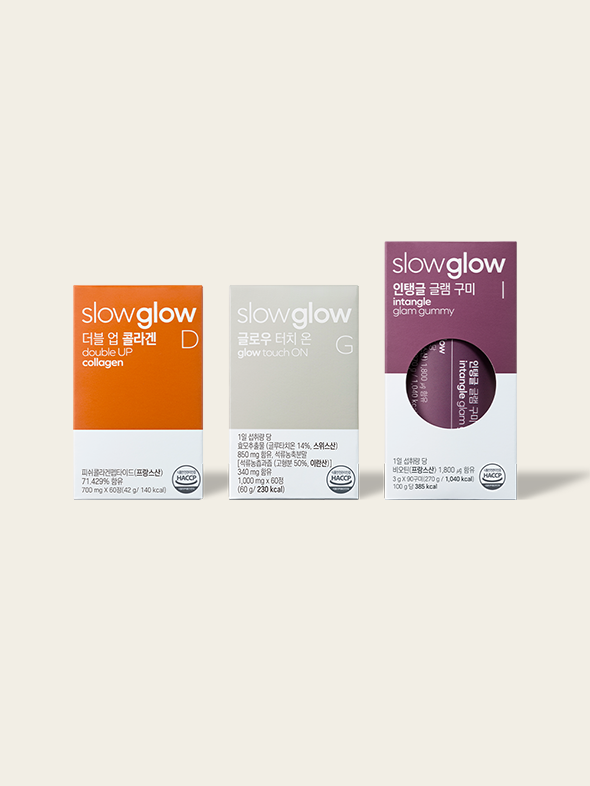 slowglow
더블 업 콜라겐
double UP
collagen
D
피쉬콜라겐펩타이드(프랑스산)
71.429% 함유
700 mg X 60정(42 g/ 140 kcal)
HACCP
slowglow
글로우 터치 온
glow touch ON
G
1일 섭취량 당
효모추출물 (글루타치온 14%, 스위스산)
850 mg 함유, 석류농축분말
[석류농축과즙 (고형분 50%, 이란산)]
340 mg 함유
1,000 mg x 60정
(60 g/ 230 kcal)
HACCP
slowglow
인탱글 글램 구미
intangle
glam gummy
I
인탱글 글램 구미
intangle glam
1,800 ㎍ 함유
1일 섭취량 당
비오틴(프랑스산) 1,800 ㎍ 함유
3 g X 90구미(270 g / 1,040 kcal)
100 g 당 385 kcal
HACCP